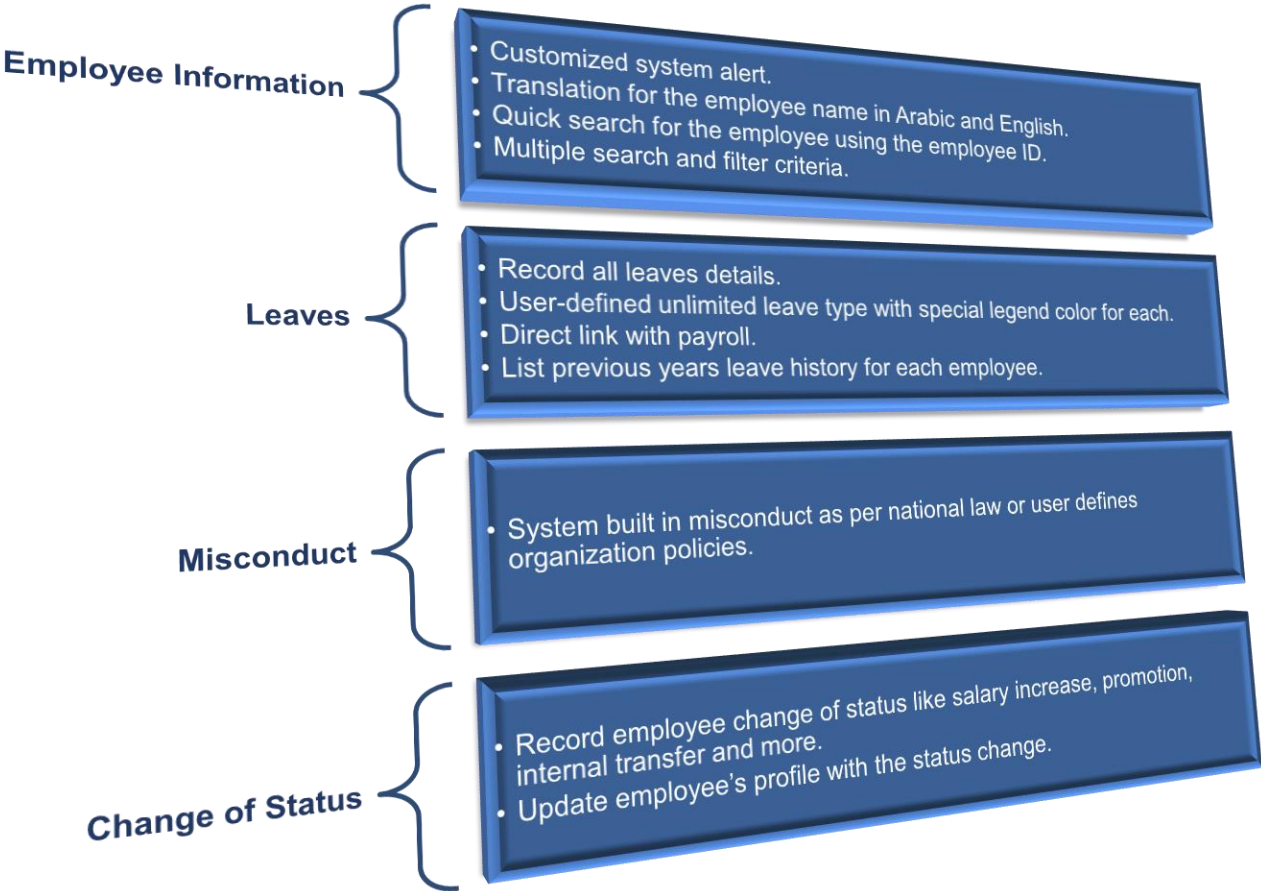 Employee Information
• Customized system alert.
• Translation for the employee name in Arabic and English.
• Quick search for the employee using the employee ID.
• Multiple search and filter criteria.
Leaves
• Record all leaves details.
• User-defined unlimited leave type with special legend color for each.
• Direct link with payroll.
• List previous years leave history for each employee.
Misconduct
• System built in misconduct as per national law or user defines
organization policies.
Change of Status
• Record employee change of status like salary increase, promotion,
internal transfer and more.
• Update employee’s profile with the status change.